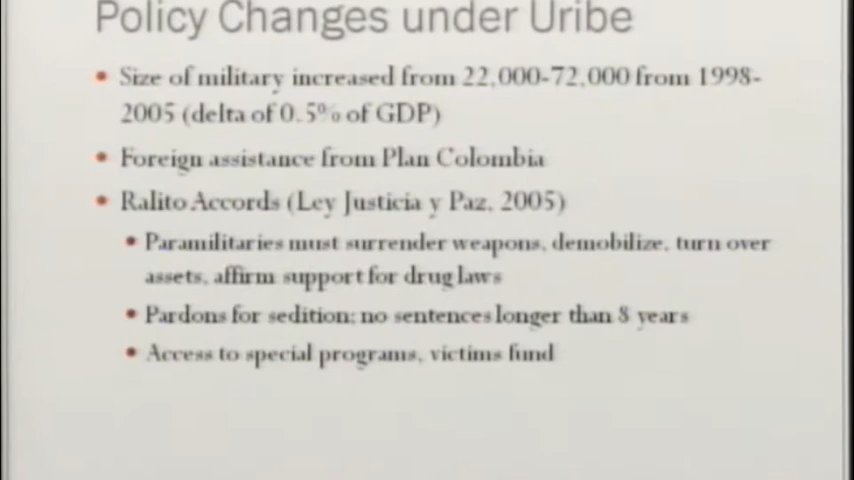 Policy Changes under Uribe
• Size of military increased from 22,000-72,000 from 1998-
2005 (delta of 0.5% of GDP)
• Foreign assistance from Plan Colombia
• Ralito Accords (Ley Justicia y Paz, 2005)
• Paramilitaries must surrender weapons, demobilize, turn over
assets, affirm support for drug laws
• Pardons for sedition; no sentences longer than 8 years
• Access to special programs, victims fund